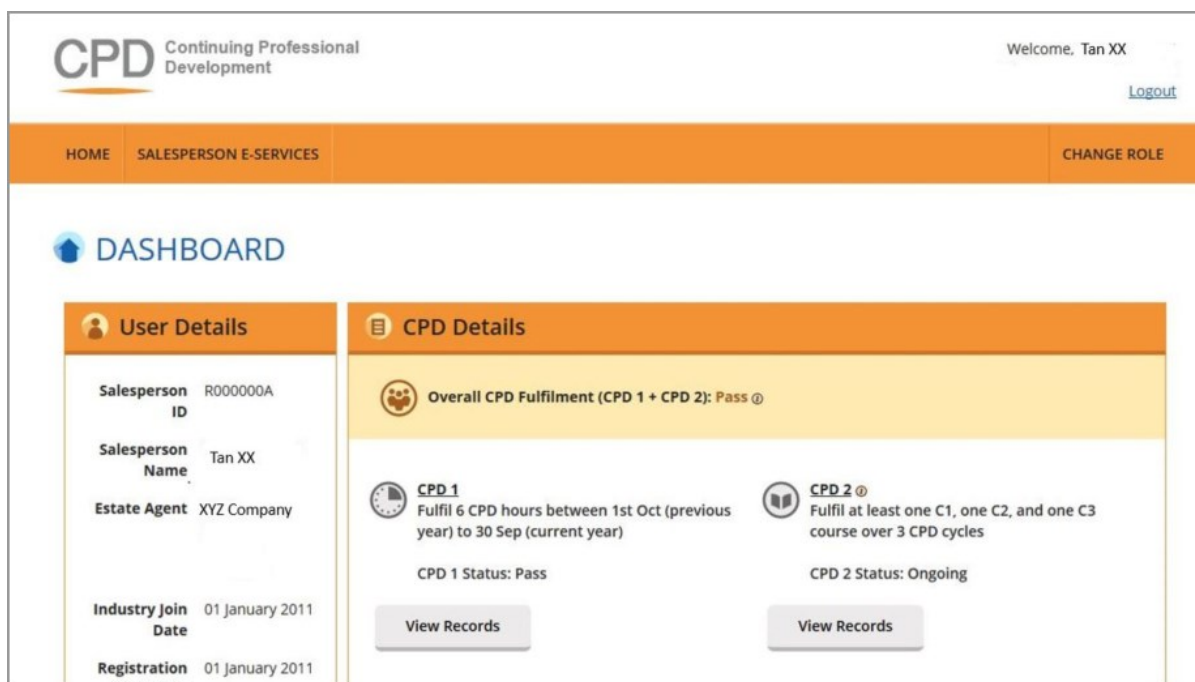 CPD Continuing Professional
Development
Welcome, Tan XX
Logout
HOME SALESPERSON E-SERVICES CHANGE ROLE
DASHBOARD
User Details
Salesperson R000000A
ID
Salesperson Tan XX
Name
Estate Agent XYZ Company
Industry Join 01 January 2011
Date
Registration 01 January 2011
CPD Details
Overall CPD Fulfilment (CPD 1 + CPD 2): Pass
CPD 1
Fulfil 6 CPD hours between 1st Oct (previous
year) to 30 Sep (current year)
CPD 1 Status: Pass
View Records
CPD 2
Fulfil at least one C1, one C2, and one C3
course over 3 CPD cycles
CPD 2 Status: Ongoing
View Records